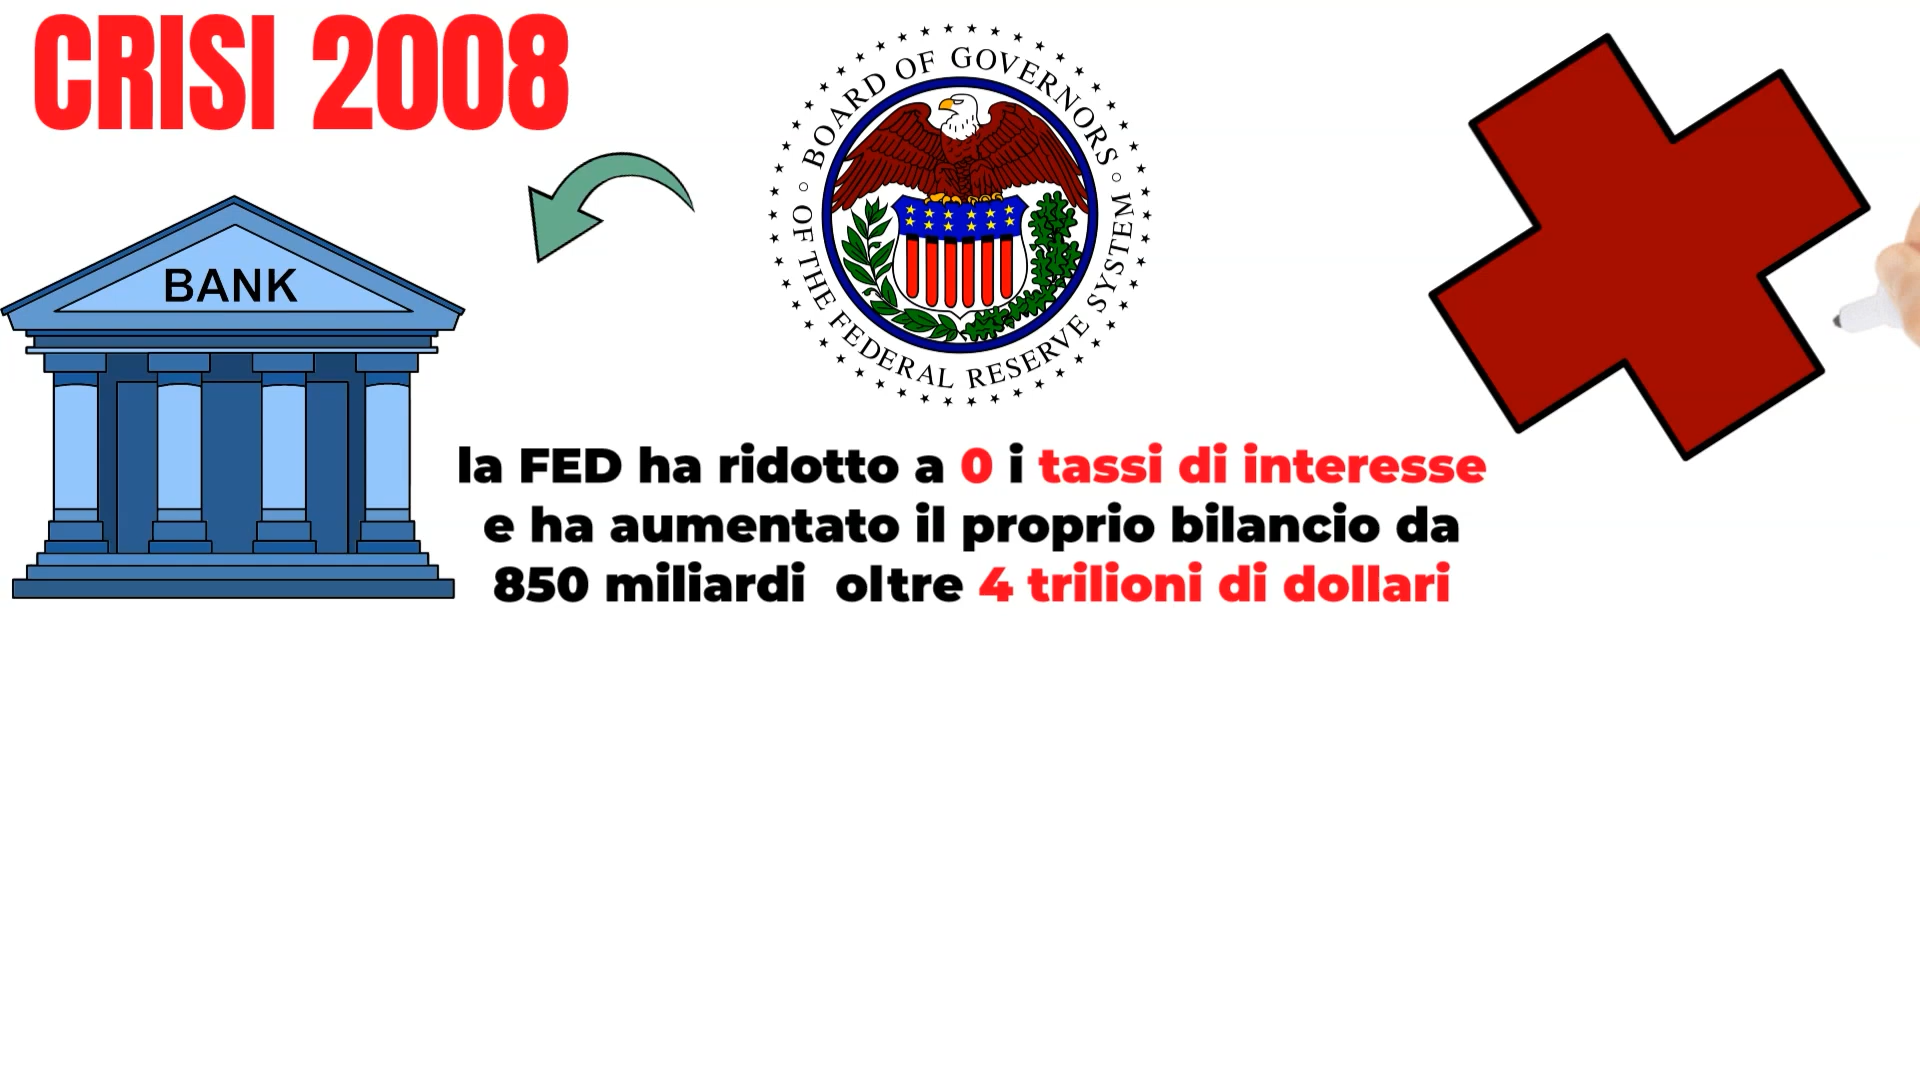 CRISI 2008
BOARD OF GOVERNORS
OF THE FEDERAL RESERVE SYSTEM
BANK
la FED ha ridotto a 0 i tassi di interesse
e ha aumentato il proprio bilancio da
850 miliardi oltre 4 trilioni di dollari